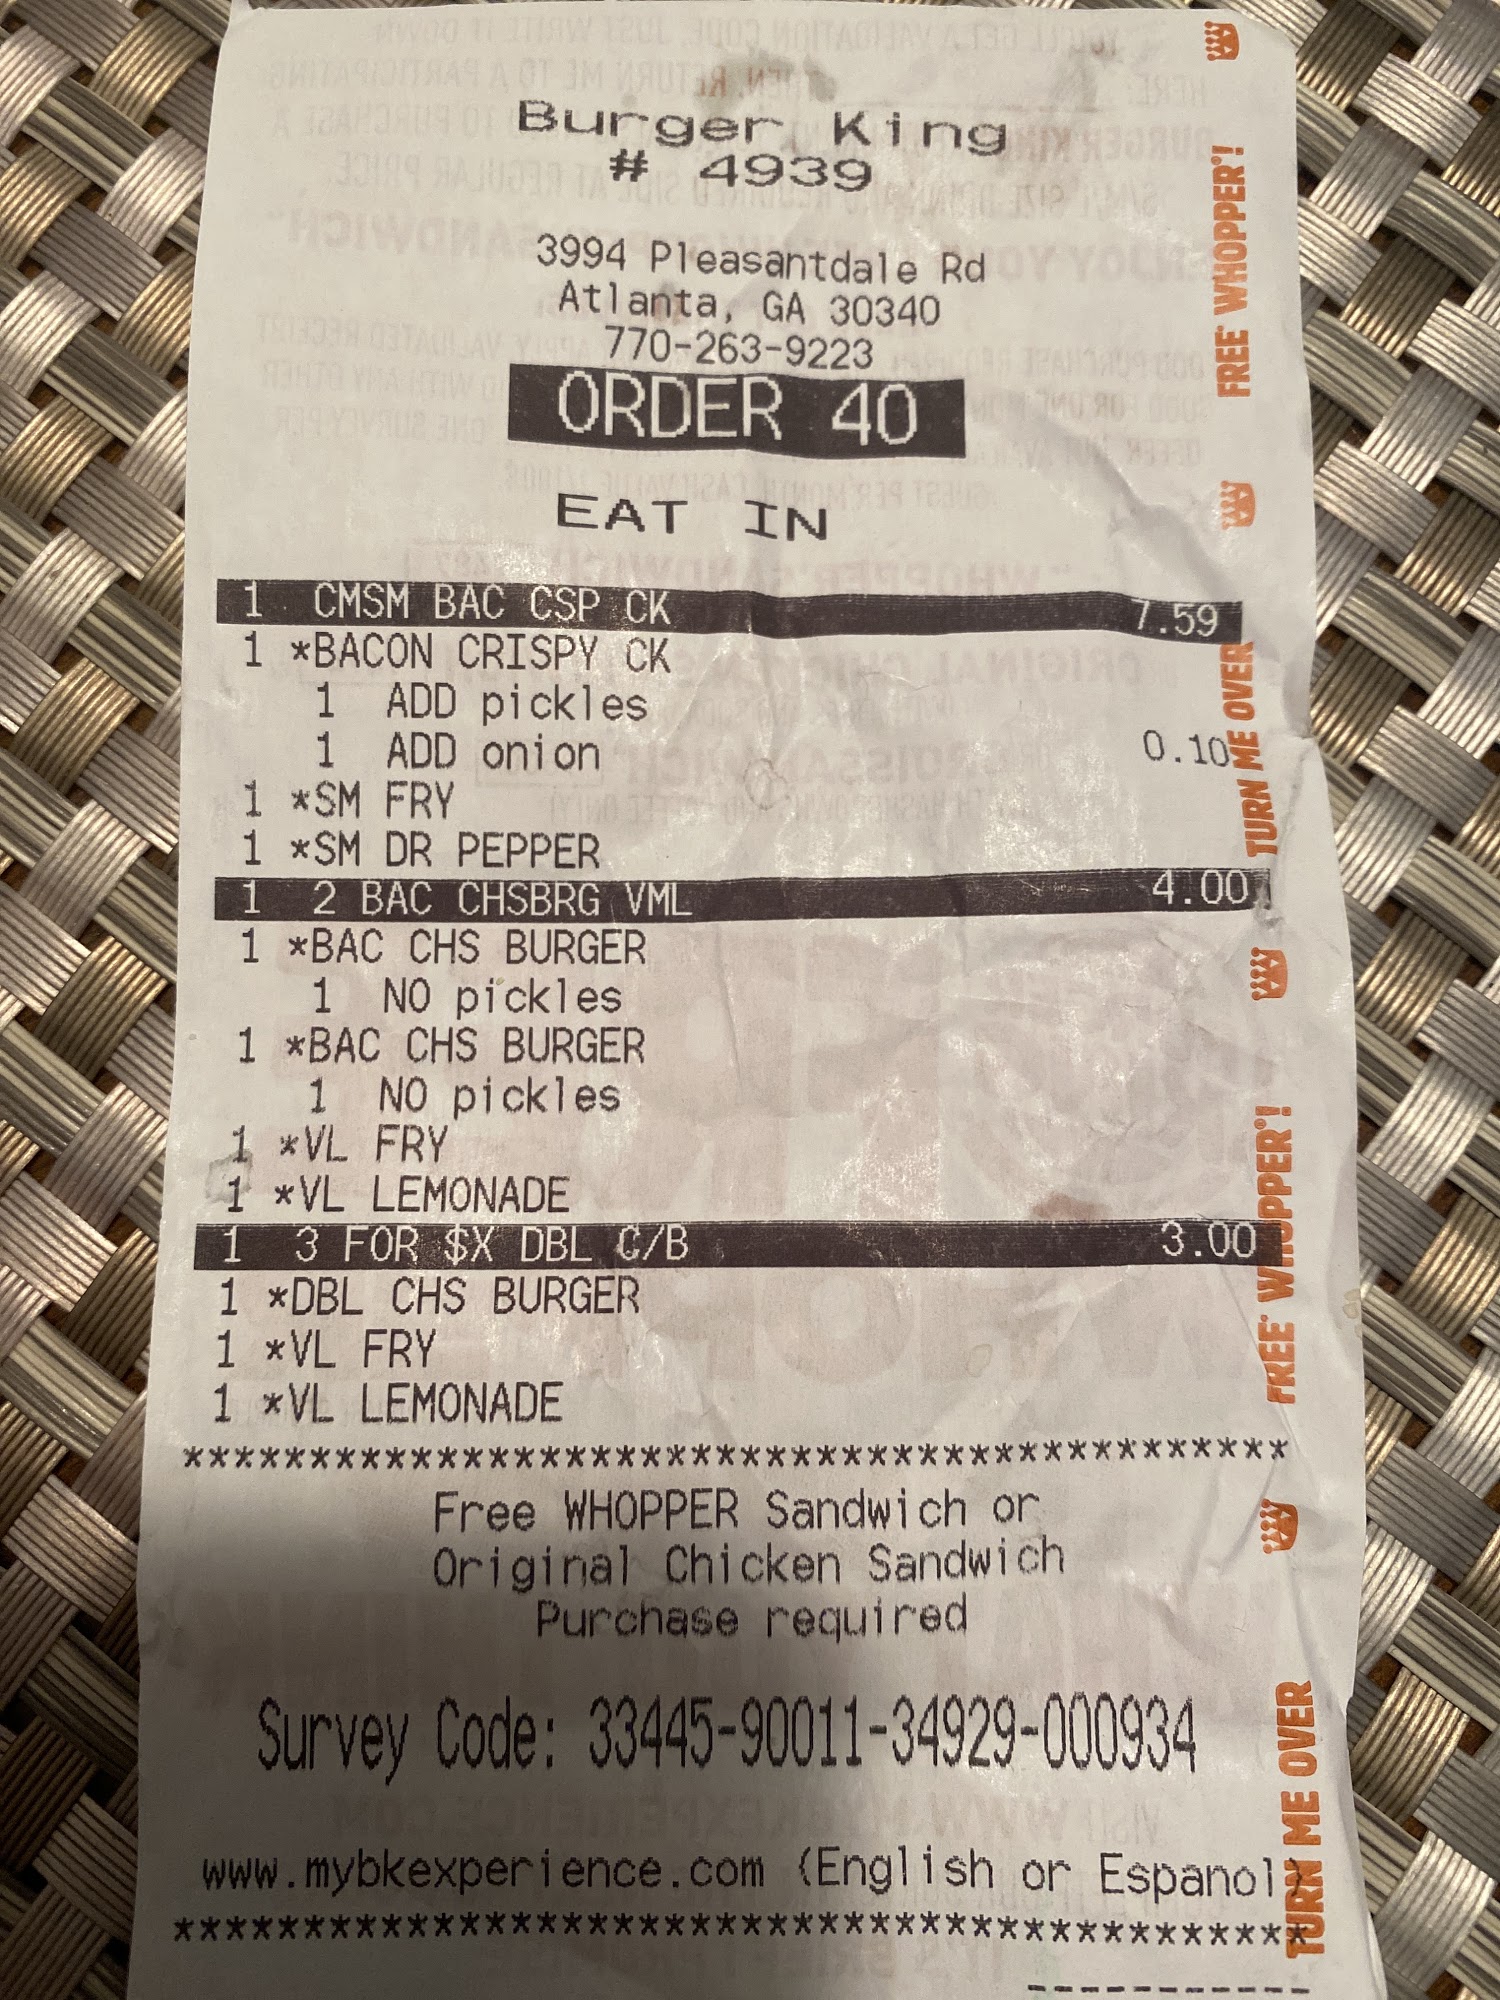 Burger King
# 4939
3994 Pleasantdale Rd
Atlanta, GA 30340
770-263-9223
ORDER 40
EAT IN
1 CMSM BAC CSP CK 7.59
1 *BACON CRISPY CK
1 ADD pickles
1 ADD onion 0.10
1 *SM FRY
1 *SM DR PEPPER
1 2 BAC CHSBRG VML 4.00
1 *BAC CHS BURGER
1 NO pickles
1 *BAC CHS BURGER
1 NO pickles
1 *VL FRY
1 *VL LEMONADE
1 3 FOR $X DBL C/B 3.00
1 *DBL CHS BURGER
1 *VL FRY
1 *VL LEMONADE
*******************************************
Free WHOPPER Sandwich or
Original Chicken Sandwich
Purchase required
Survey Code: 33445-90011-34929-000934
www.mybkexperience.com (English or Espanol)
*******************************************
FREE WHOPPER®!
TURN ME OVER
FREE WHOPPER®!
TURN ME OVER